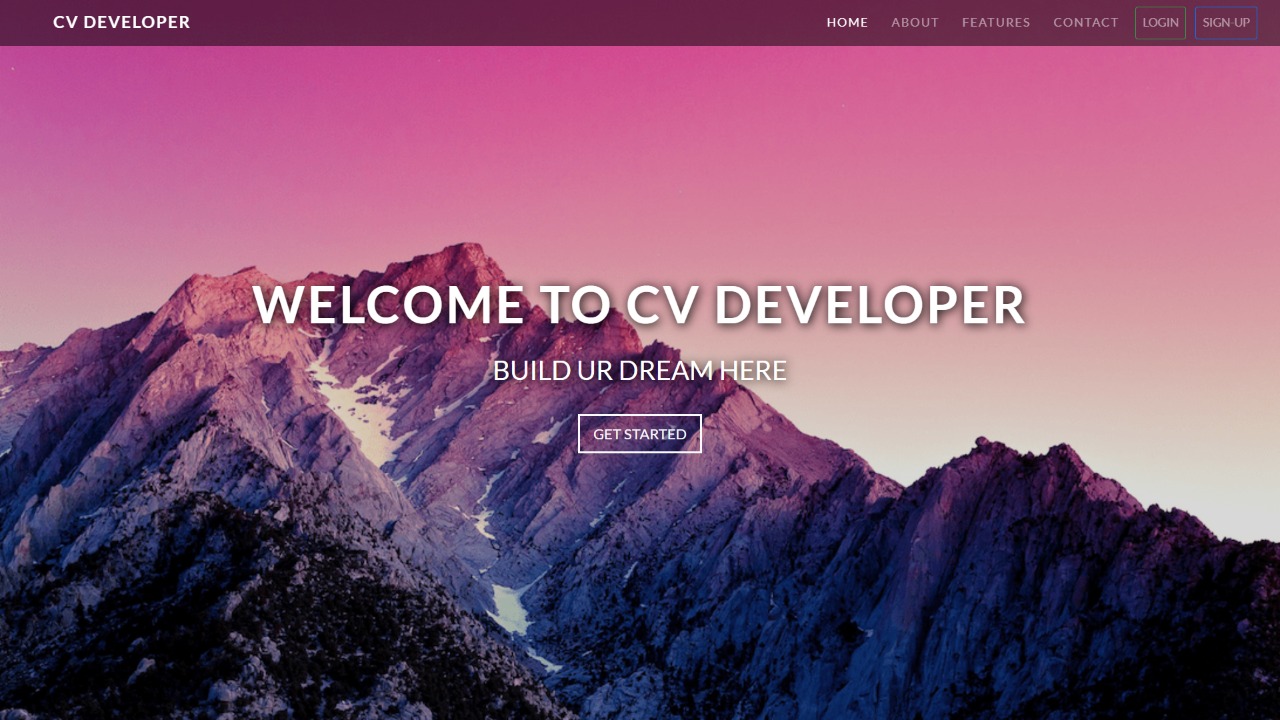 CV DEVELOPER
HOME ABOUT FEATURES CONTACT LOGIN SIGN-UP
WELCOME TO CV DEVELOPER
BUILD UR DREAM HERE
GET STARTED